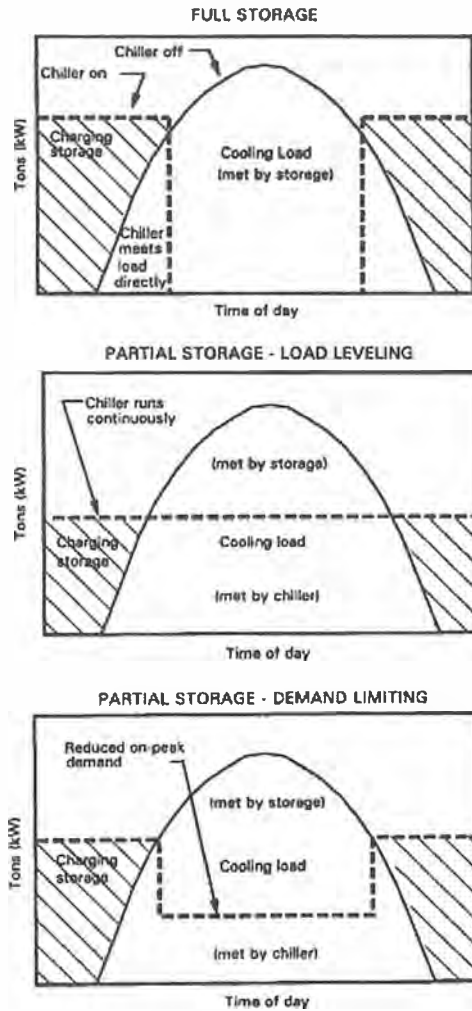 FULL STORAGE
Chiller off
Chiller on
Charging
storage
Cooling Load
(met by storage)
Chiller
meets
load
directly
Tons (kW)
Time of day
PARTIAL STORAGE - LOAD LEVELING
Chiller runs
continuously
(met by storage)
Charging
storage
Cooling load
(met by chiller)
Tons (kW)
Time of day
PARTIAL STORAGE - DEMAND LIMITING
Reduced on-peak
demand
(met by storage)
Charging
storage
Cooling load
(met by chiller)
Tons (kW)
Time of day